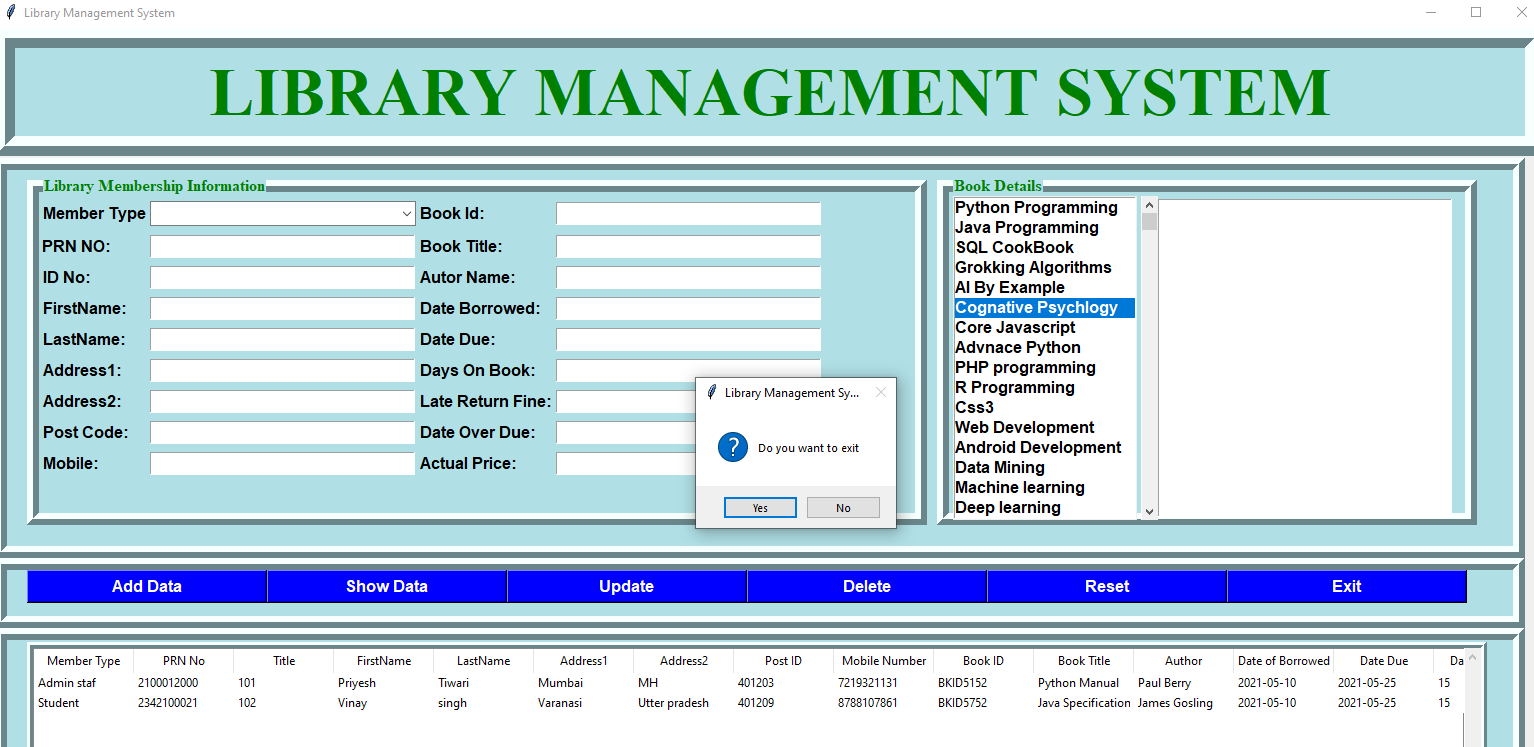 Library Management System
LIBRARY MANAGEMENT SYSTEM
Library Membership Information
Member Type
PRN NO:
ID No:
FirstName:
LastName:
Address1:
Address2:
Post Code:
Mobile:
Book Id:
Book Title:
Autor Name:
Date Borrowed:
Date Due:
Days On Book:
Late Return Fine:
Date Over Due:
Actual Price:
Book Details
Python Programming
Java Programming
SQL CookBook
Grokking Algorithms
AI By Example
Cognative Psychlogy
Core Javascript
Advnace Python
PHP programming
R Programming
Css3
Web Development
Android Development
Data Mining
Machine learning
Deep learning
Library Management Sy...
Do you want to exit
Yes No
Add Data Show Data Update Delete Reset Exit
Member Type PRN No Title FirstName LastName Address1 Address2 Post ID Mobile Number Book ID Book Title Author Date of Borrowed Date Due Da
Admin staf 2100012000 101 Priyesh Tiwari Mumbai MH 401203 7219321131 BKID5152 Python Manual Paul Berry 2021-05-10 2021-05-25 15
Student 2342100021 102 Vinay singh Varanasi Utter pradesh 401209 8788107861 BKID5752 Java Specification James Gosling 2021-05-10 2021-05-25 15